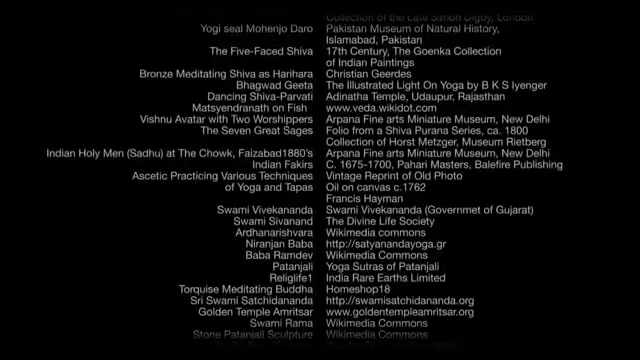 Collection of the Late Simon Digby, London
Yogi seal Mohenjo Daro Pakistan Museum of Natural History,
Islamabad, Pakistan
The Five-Faced Shiva 17th Century, The Goenka Collection
of Indian Paintings
Bronze Meditating Shiva as Harihara Christian Geerdes
Bhagwad Geeta The Illustrated Light On Yoga by B K S Iyenger
Dancing Shiva-Parvati Adinatha Temple, Udaupur, Rajasthan
Matsyendranath on Fish www.veda.wikidot.com
Vishnu Avatar with Two Worshippers Arpana Fine arts Miniature Museum, New Delhi
The Seven Great Sages Folio from a Shiva Purana Series, ca. 1800
Collection of Horst Metzger, Museum Rietberg
Indian Holy Men (Sadhu) at The Chowk, Faizabad1880's Arpana Fine arts Miniature Museum, New Delhi
Indian Fakirs C. 1675-1700, Pahari Masters, Balefire Publishing
Ascetic Practicing Various Techniques Vintage Reprint of Old Photo
of Yoga and Tapas Oil on canvas c.1762
Francis Hayman
Swami Vivekananda Swami Vivekananda (Governmet of Gujarat)
Swami Sivanand The Divine Life Society
Ardhanarishvara Wikimedia commons
Niranjan Baba http://satyanandayoga.gr
Baba Ramdev Wikimedia Commons
Patanjali Yoga Sutras of Patanjali
Religlife1 India Rare Earths Limited
Torquise Meditating Buddha Homeshop18
Sri Swami Satchidananda http://swamisatchidananda.org
Golden Temple Amritsar www.goldentempleamritsar.org
Swami Rama Wikimedia Commons
Stone Patanjali Sculpture Wikimedia Commons